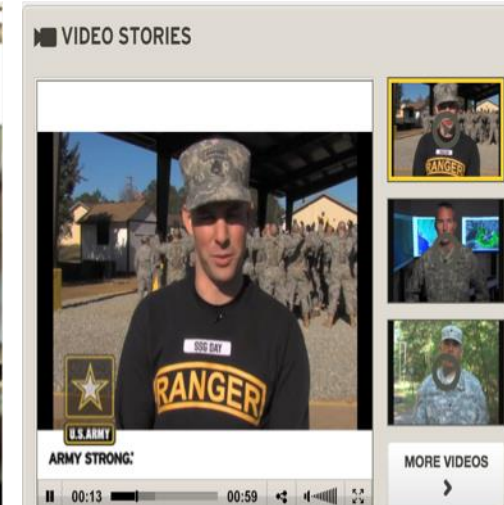 VIDEO STORIES
SSG DAY
RANGER
U.S.ARMY
ARMY STRONG.
00:13
00:59
RANGER
MORE VIDEOS